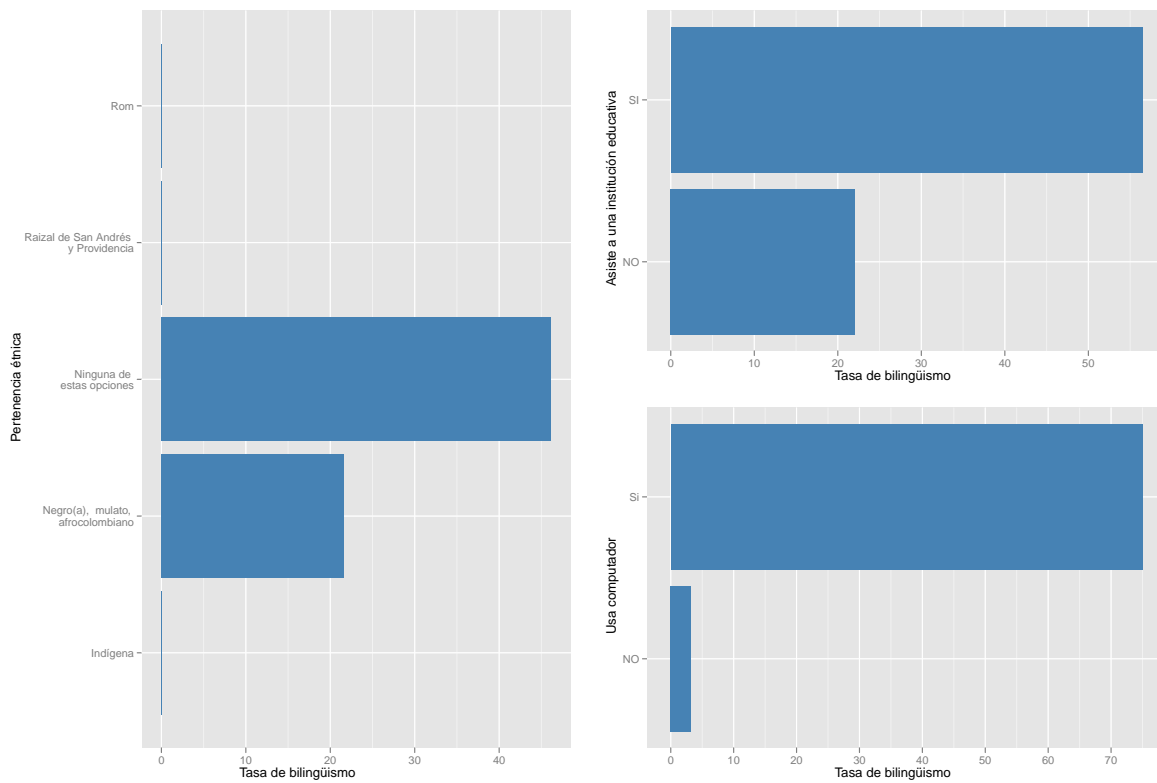 Pertenencia étnica
Rom
Raizal de San Andrés
y Providencia
Ninguna de
estas opciones
Negro(a), mulato,
afrocolombiano
Indígena
0 10 20 30 40
Tasa de bilingüismo
Asiste a una institución educativa
SI
NO
0 10 20 30 40 50
Tasa de bilingüismo
Usa computador
Si
NO
0 10 20 30 40 50 60 70
Tasa de bilingüismo